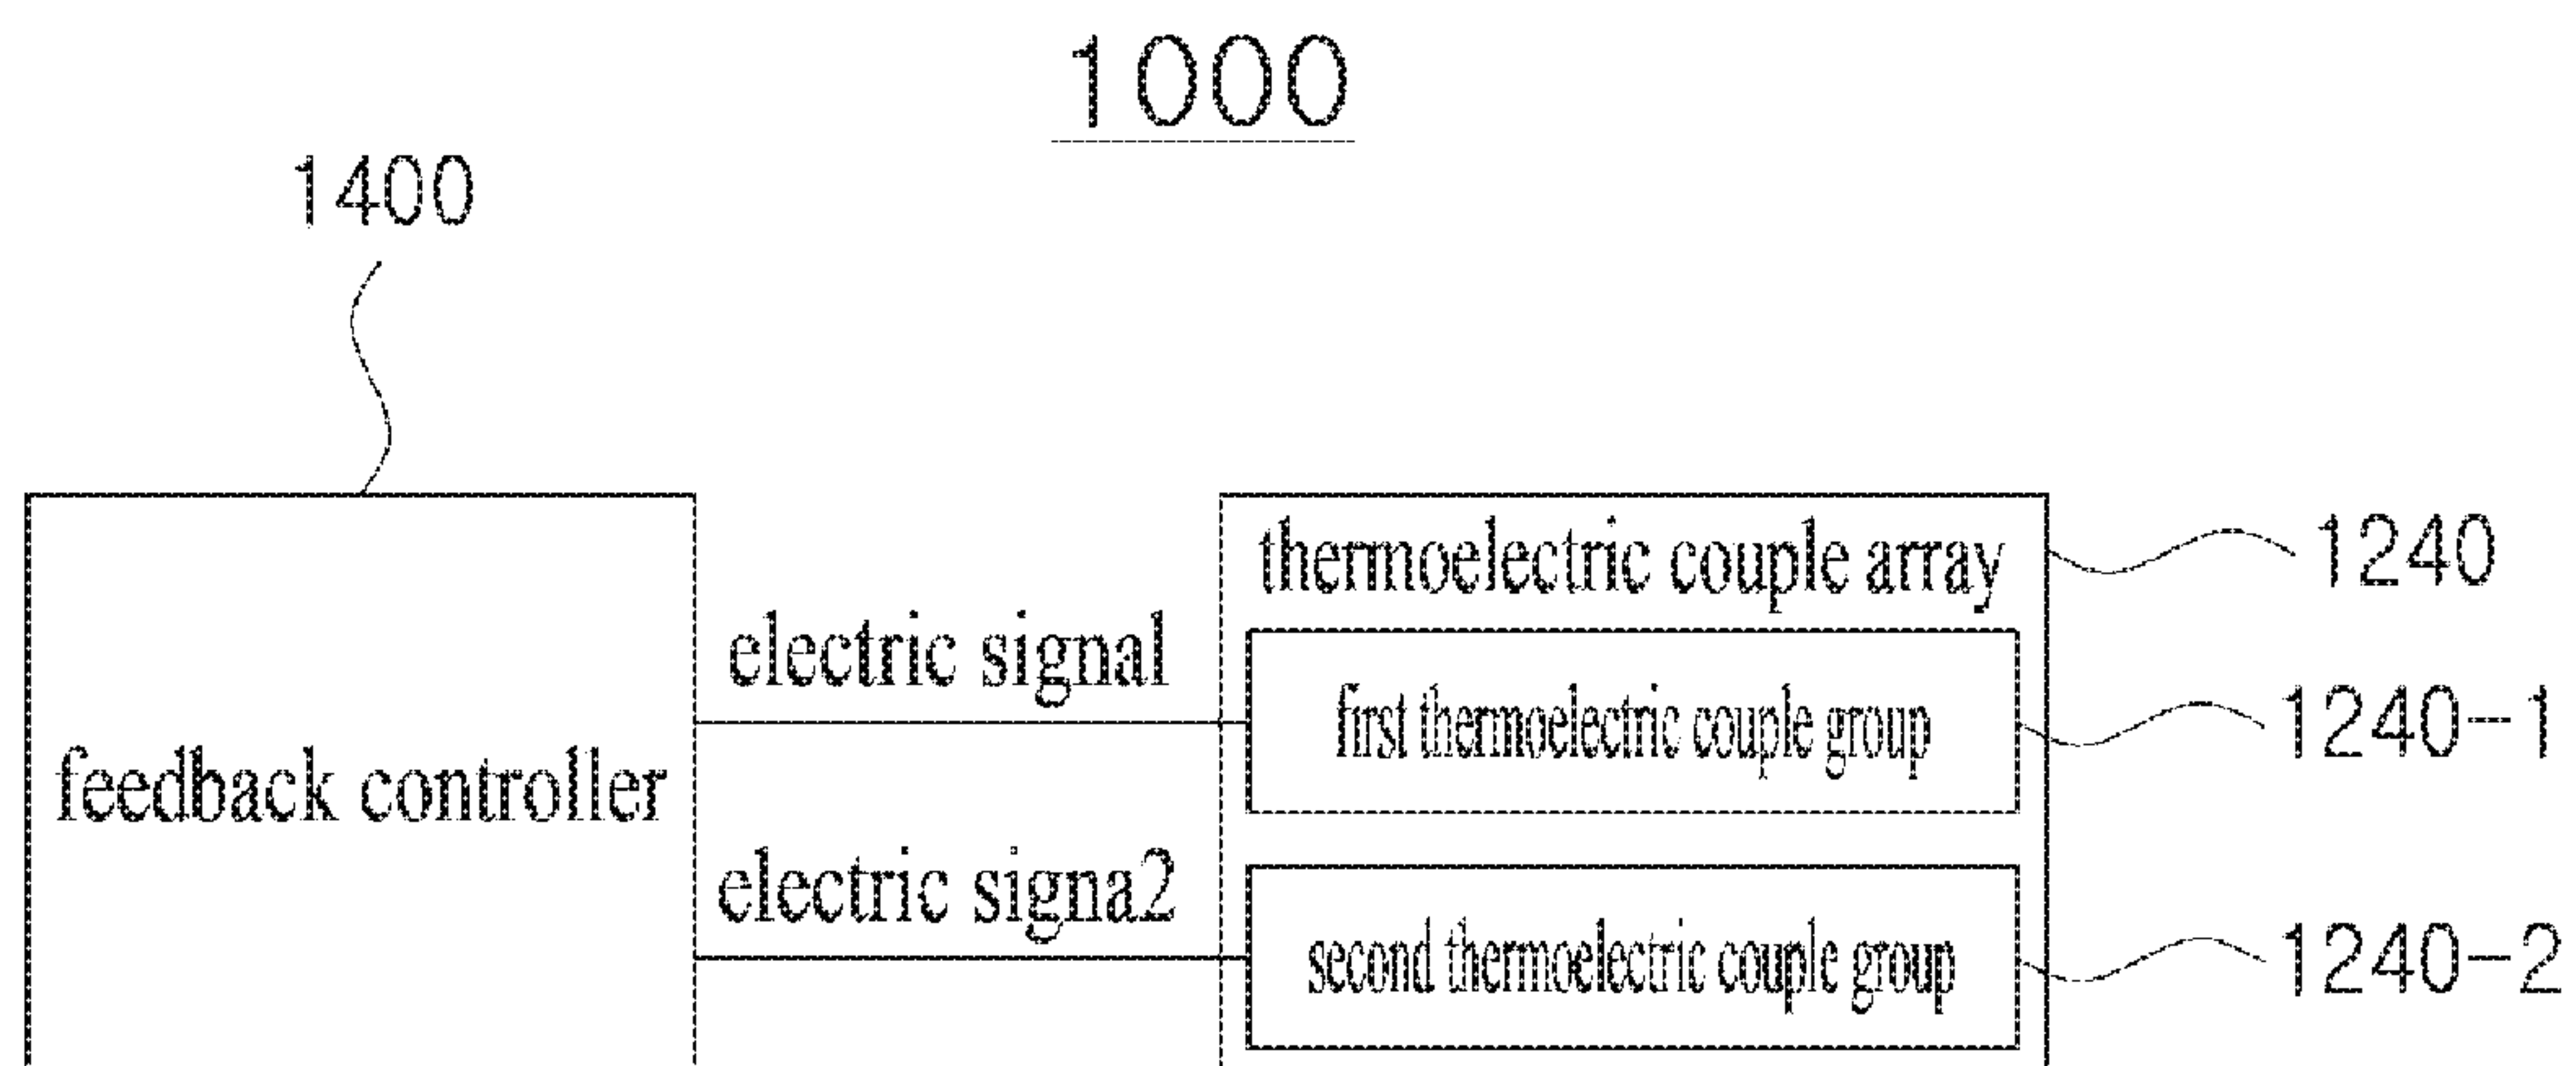 1000
1400
thermoelectric couple array
1240
electric signal
first thermoelectric couple group
1240-1
feedback controller
electric signa2
second thermoelectric couple group
1240-2